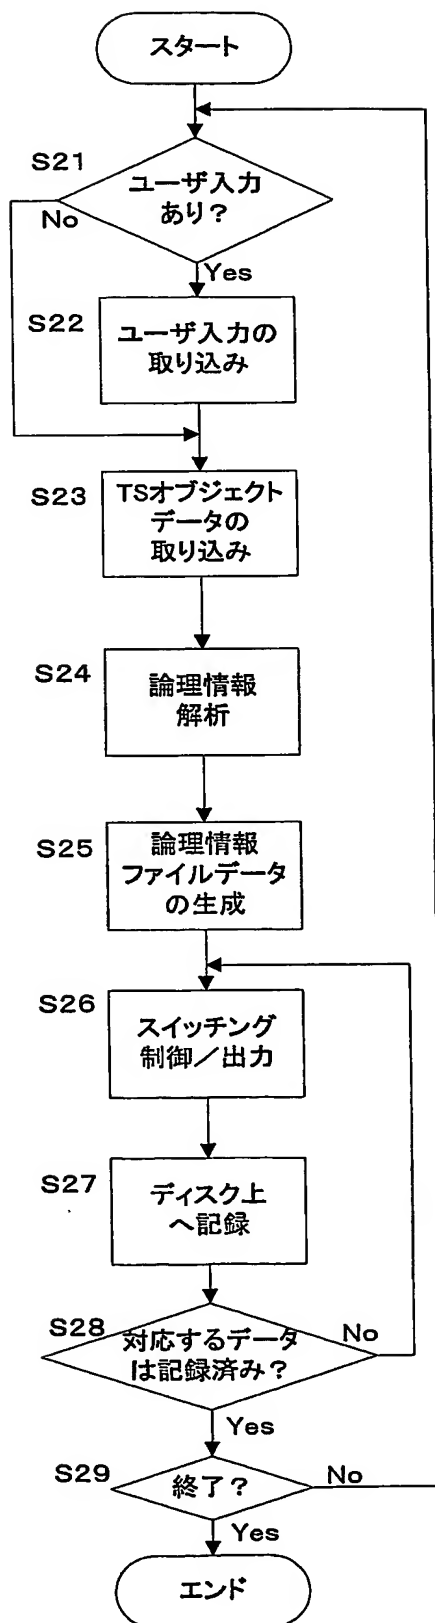 スタート
S21
ユーザ入力
あり？
No
Yes
S22
ユーザ入力の
取り込み
S23
TSオブジェクト
データの
取り込み
S24
論理情報
解析
S25
論理情報
ファイルデータ
の生成
S26
スイッチング
制御／出力
S27
ディスク上
へ記録
S28
対応するデータ
は記録済み？
No
Yes
S29
終了？
No
Yes
エンド